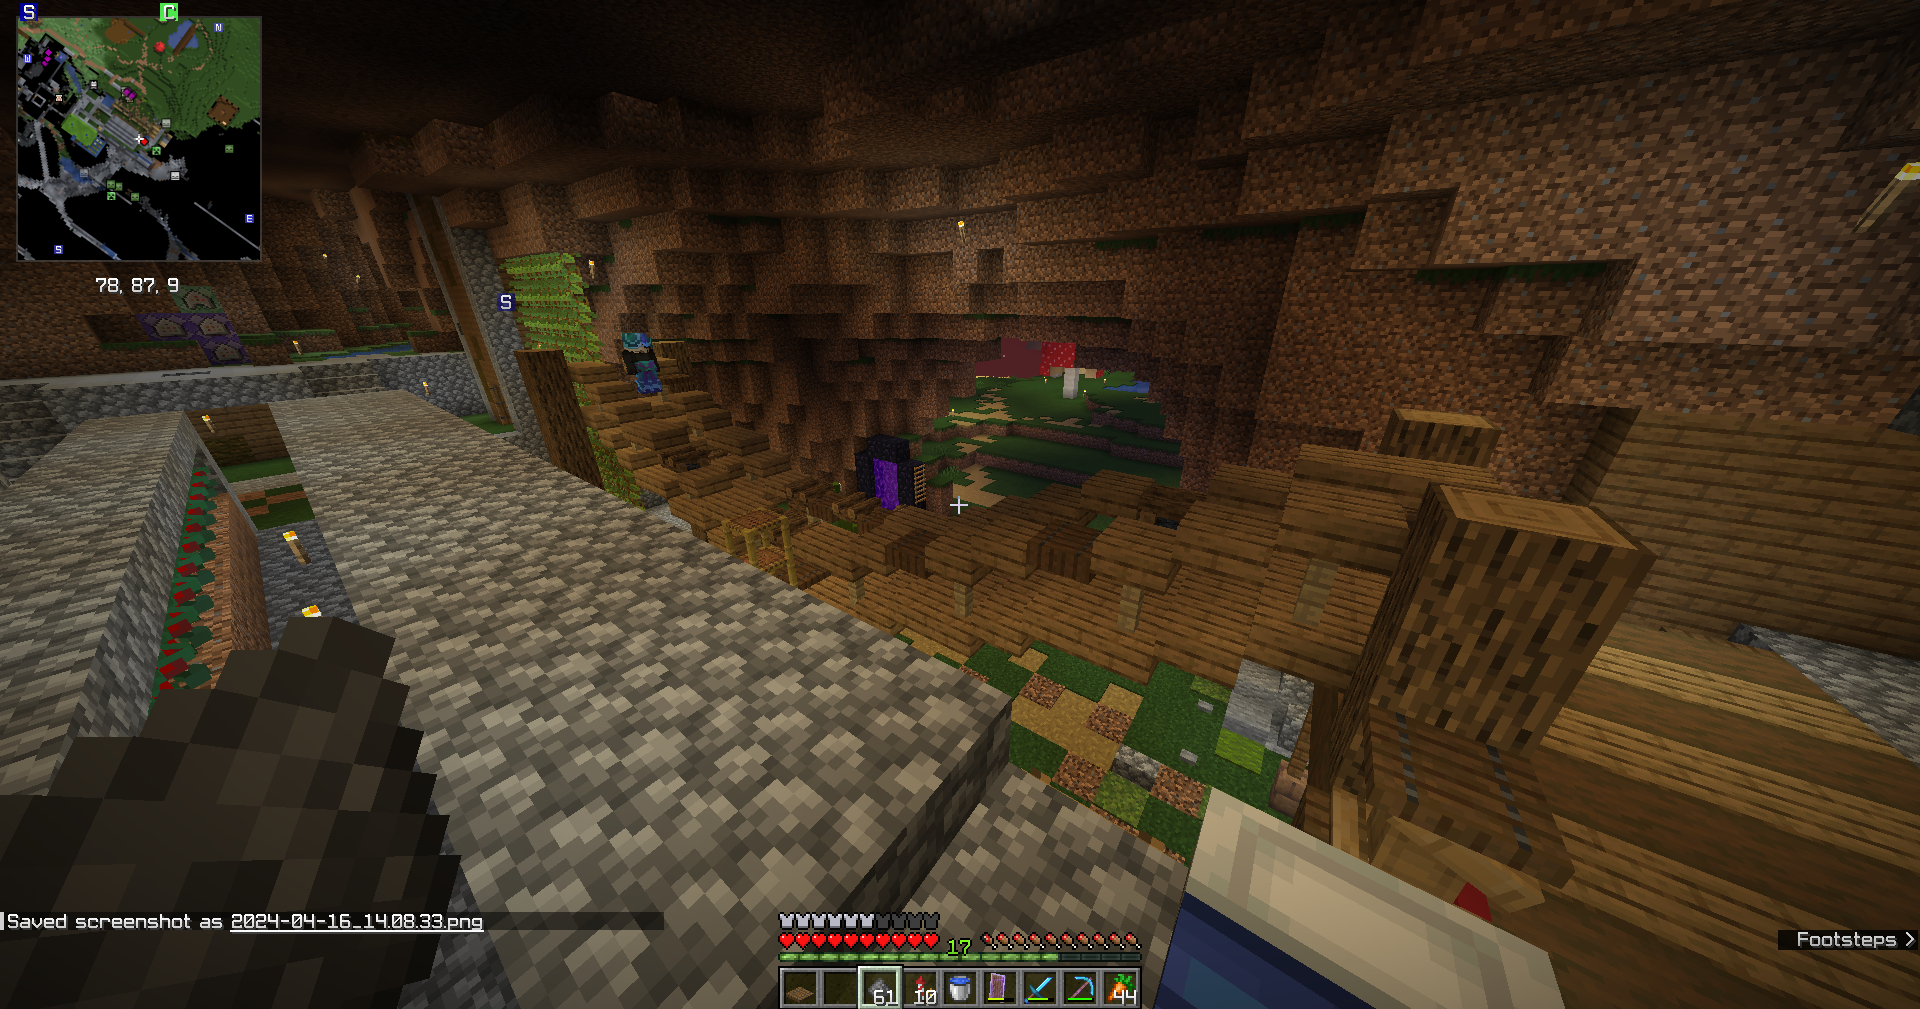 S C
N
W
E
S
78, 87, 9
S
Saved screenshot as 2024-04-16_14.08.33.png
Footsteps >
17
61 10 44